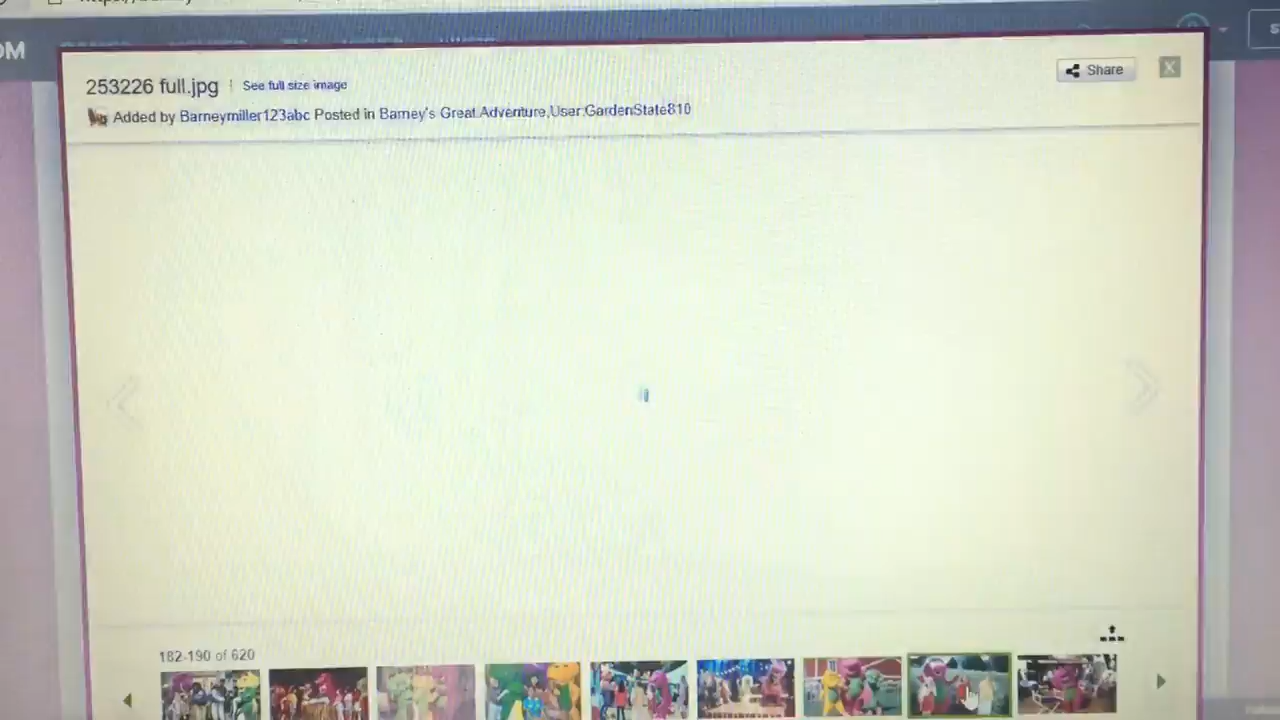 OM
253226 full.jpg | See full size image
Share
X
Added by Barneymiller123abc Posted in Barney's Great Adventure,User:GardenState810
182-190 of 620